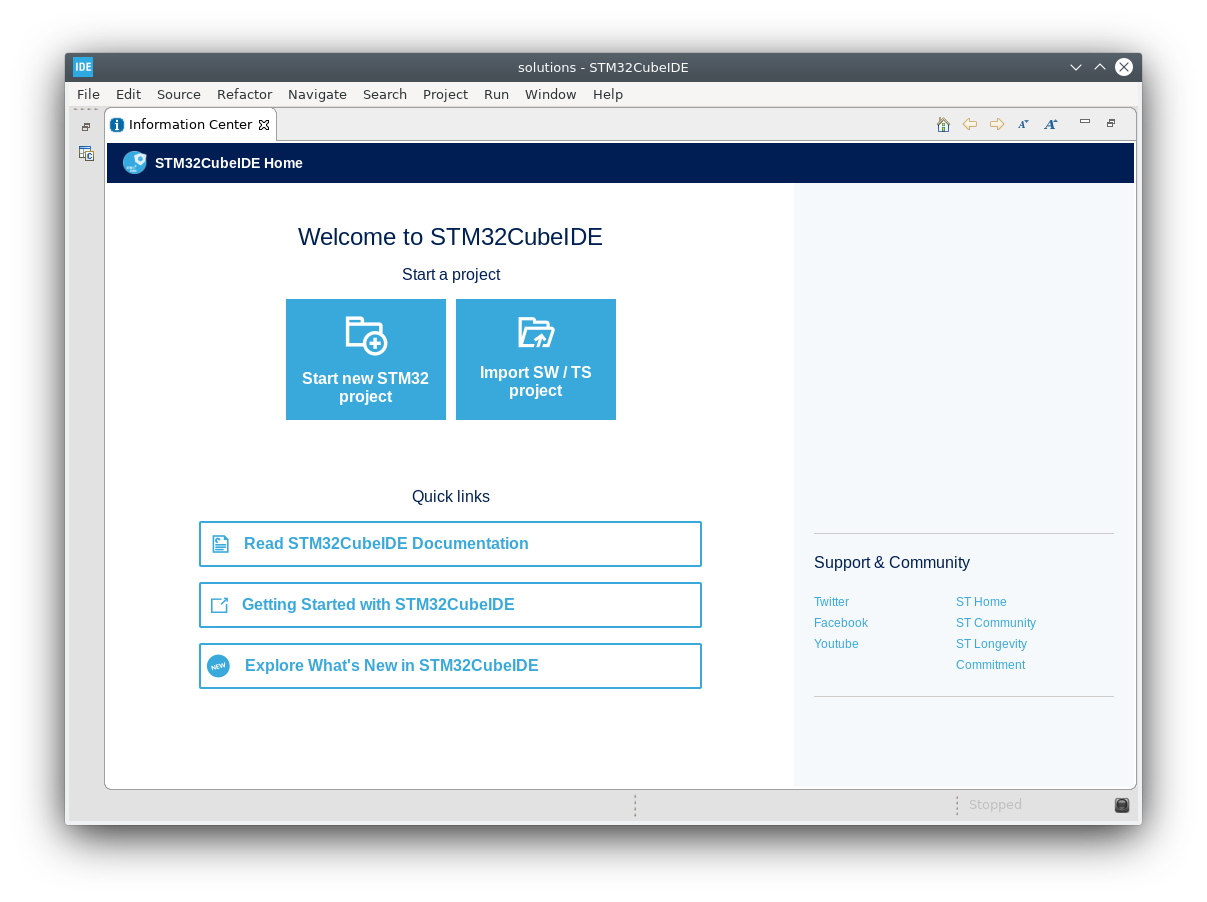 IDE
solutions - STM32CubeIDE
File Edit Source Refactor Navigate Search Project Run Window Help
Information Center
STM32CubeIDE Home
Welcome to STM32CubeIDE
Start a project
Start new STM32
project
Import SW / TS
project
Quick links
Read STM32CubeIDE Documentation
Getting Started with STM32CubeIDE
NEW
Explore What's New in STM32CubeIDE
Support & Community
Twitter
Facebook
Youtube
ST Home
ST Community
ST Longevity
Commitment
Stopped